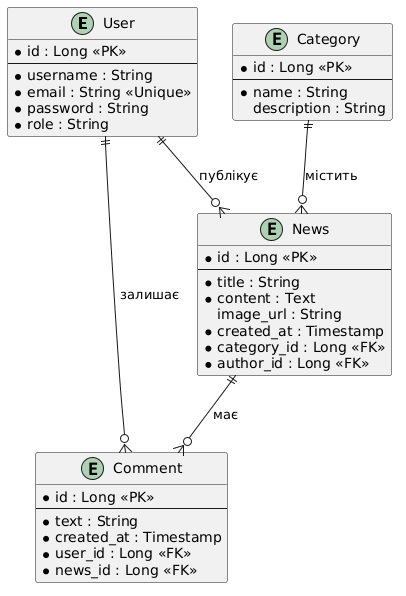 E User
* id : Long «PK»
* username : String
* email : String «Unique»
* password : String
* role : String
E Category
* id : Long «PK»
* name : String
description : String
публікує
містить
E News
* id : Long «PK»
* title : String
* content : Text
image_url : String
* created_at : Timestamp
* category_id : Long «FK»
* author_id : Long «FK»
залишає
має
E Comment
* id : Long «PK»
* text : String
* created_at : Timestamp
* user_id : Long «FK»
* news_id : Long «FK»